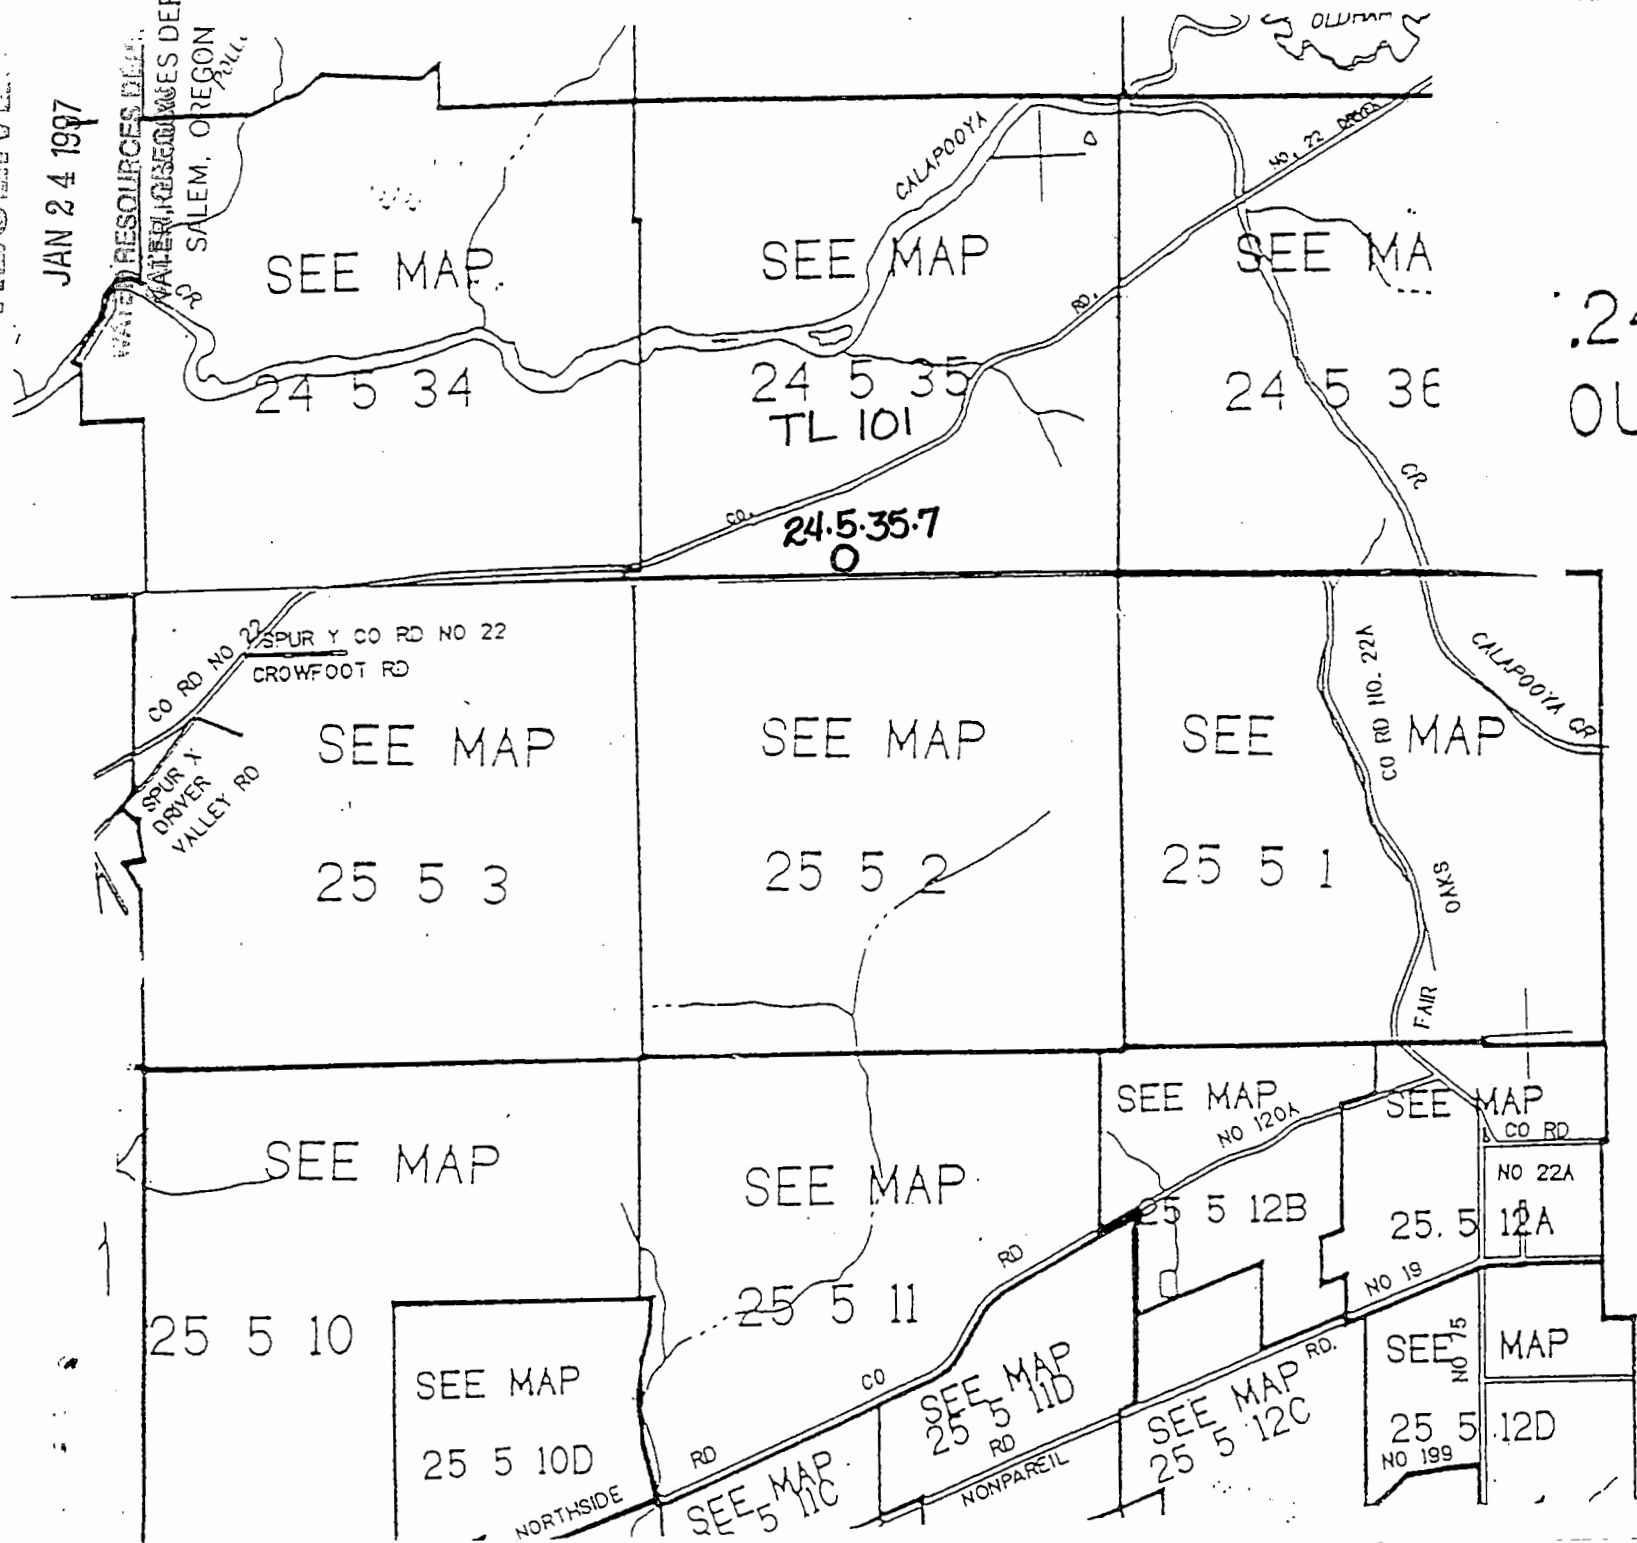 JAN 24 1997
WATER RESOURCES DEPT.
SALEM, OREGON
OLDHAM
CALAPOOYA
NO. 22
CR
SEE MAP
SEE MAP
SEE MA
RD.
24 5 34
24 5 35
24 5 36
TL 101
CR
CO.
24.5.35.7
O
CO RD NO 22
SPUR Y CO RD NO 22
CROWFOOT RD
CO RD NO. 22A
CALAPOOYA CR
SEE MAP
SEE MAP
SEE MAP
SPUR X
DRIVER
VALLEY RD
25 5 3
25 5 2
25 5 1
FAIR OAKS
SEE MAP
SEE MAP
NO 120A
CO RD
SEE MAP
SEE MAP
NO 22A
25 5 12B
25. 5 12A
RD
NO 19
25 5 10
25 5 11
SEE MAP
NO 75
SEE MAP
25 5 10D
CO
SEE MAP
25 5 11D
RD.
SEE MAP
25 5 12C
25 5 12D
NO 199
RD
RD
NORTHSIDE
SEE MAP
5 11C
NONPAREIL